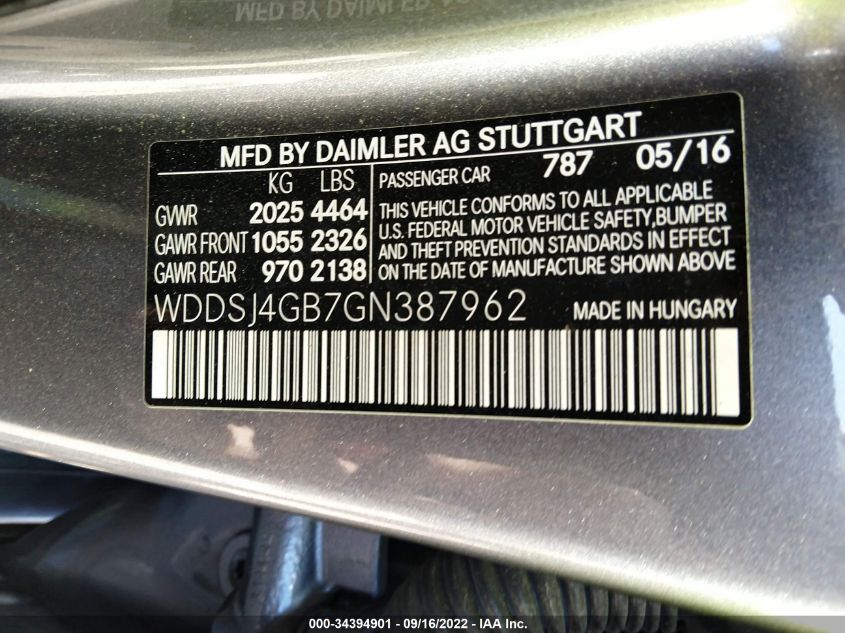 MFD BY DAIMLER AG STUTTGART
KG LBS
GVWR 2025 4464
GAWR FRONT 1055 2326
GAWR REAR 970 2138
PASSENGER CAR 787 05/16
THIS VEHICLE CONFORMS TO ALL APPLICABLE
U.S. FEDERAL MOTOR VEHICLE SAFETY,BUMPER
AND THEFT PREVENTION STANDARDS IN EFFECT
ON THE DATE OF MANUFACTURE SHOWN ABOVE
WDDSJ4GB7GN387962 MADE IN HUNGARY
000-34394901 - 09/16/2022 - IAA Inc.